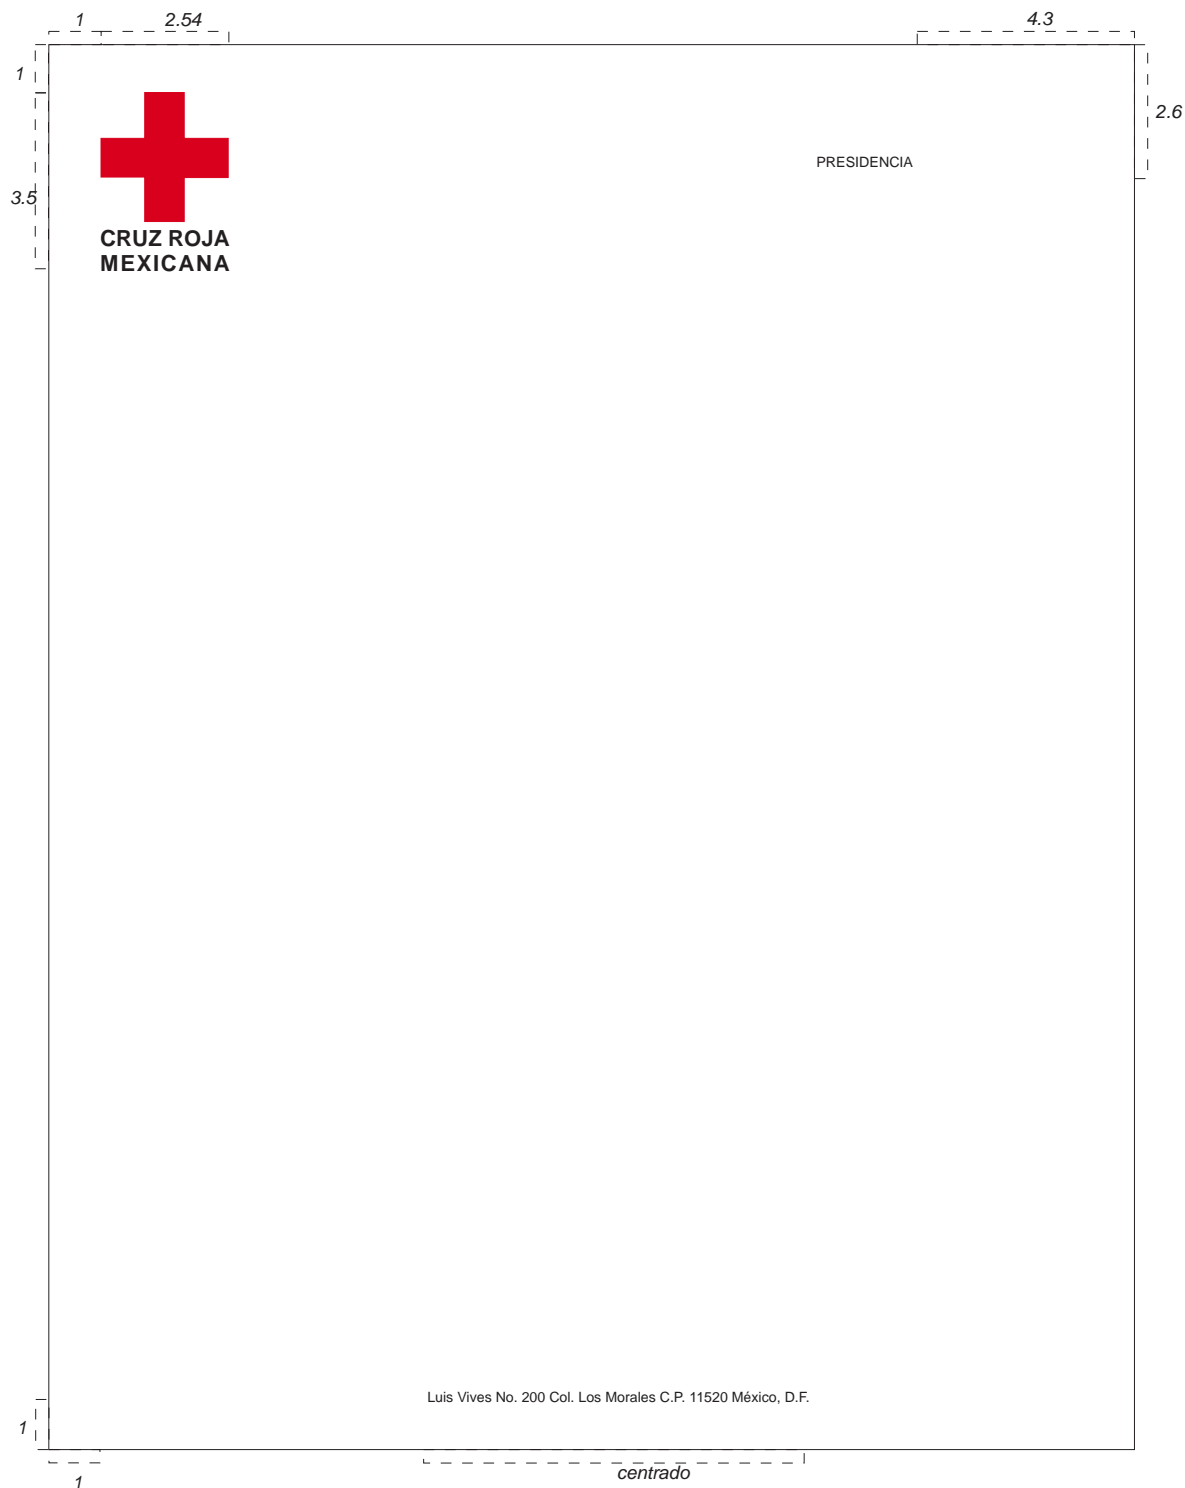 1
2.54
4.3
1
2.6
PRESIDENCIA
3.5
CRUZ ROJA
MEXICANA
Luis Vives No. 200 Col. Los Morales C.P. 11520 México, D.F.
1
centrado
1